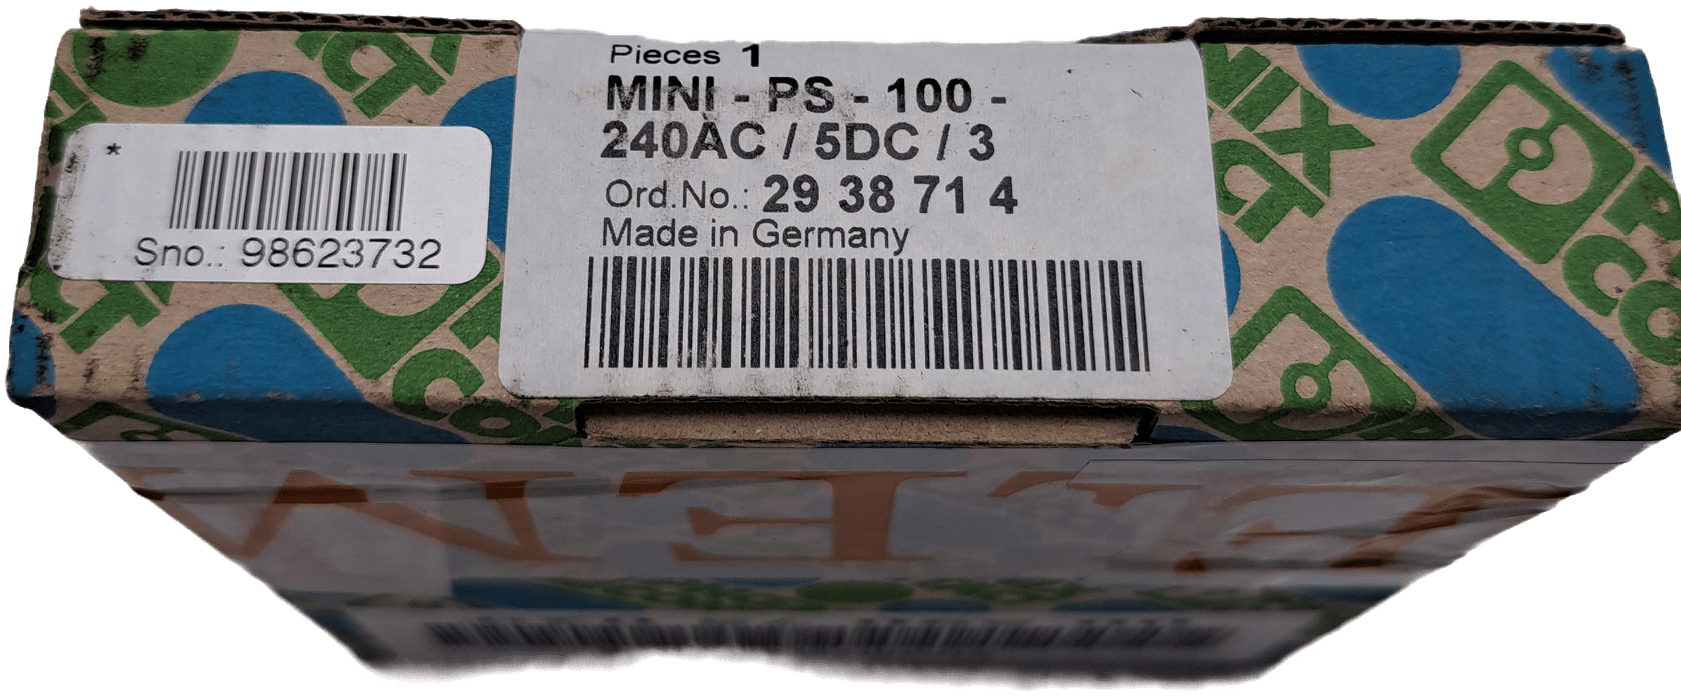 Pieces 1
MINI - PS - 100 -
240AC / 5DC / 3
Ord.No.: 29 38 71 4
Made in Germany
*
Sno.: 98623732